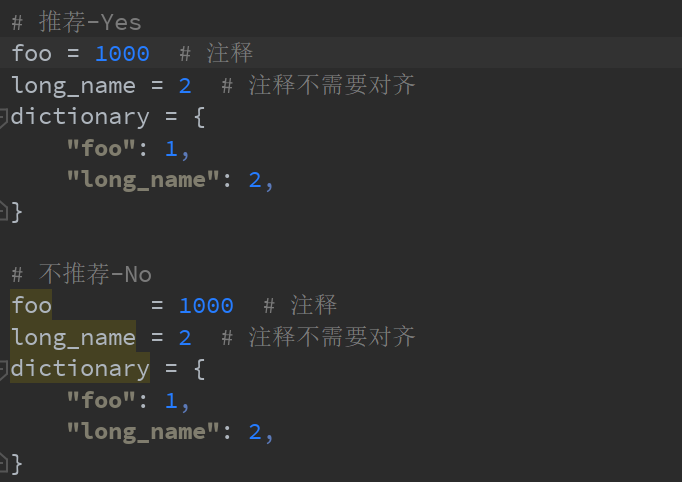 # 推荐-Yes
foo = 1000  # 注释
long_name = 2  # 注释不需要对齐
dictionary = {
    "foo": 1,
    "long_name": 2,
}

# 不推荐-No
foo       = 1000  # 注释
long_name = 2  # 注释不需要对齐
dictionary = {
    "foo": 1,
    "long_name": 2,
}